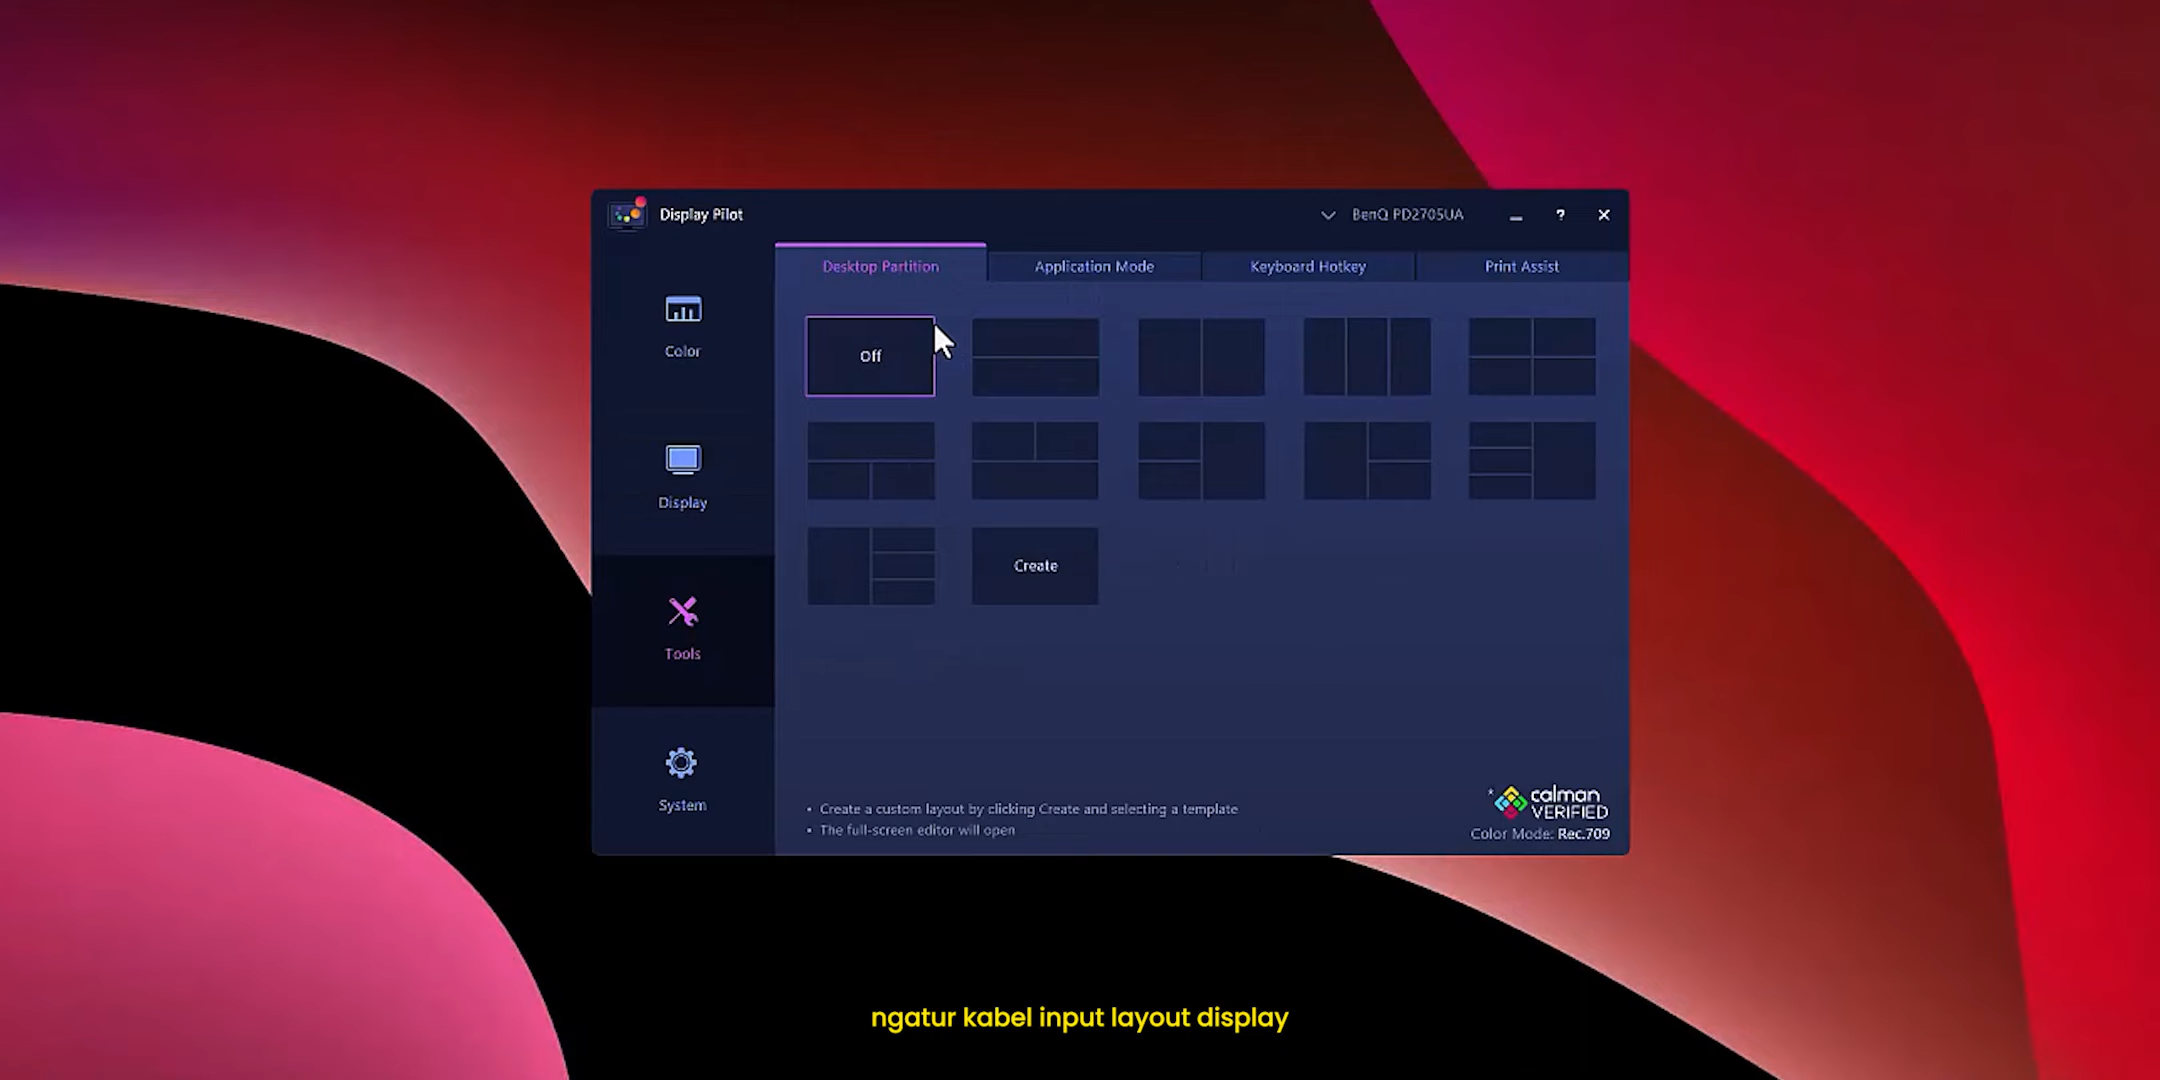 Display Pilot
BenQ PD2705UA
?
Desktop Partition
Application Mode
Keyboard Hotkey
Print Assist
Color
Display
Tools
System
Off
Create
• Create a custom layout by clicking Create and selecting a template
• The full-screen editor will open
* calman
VERIFIED
Color Mode: Rec.709
ngatur kabel input layout display